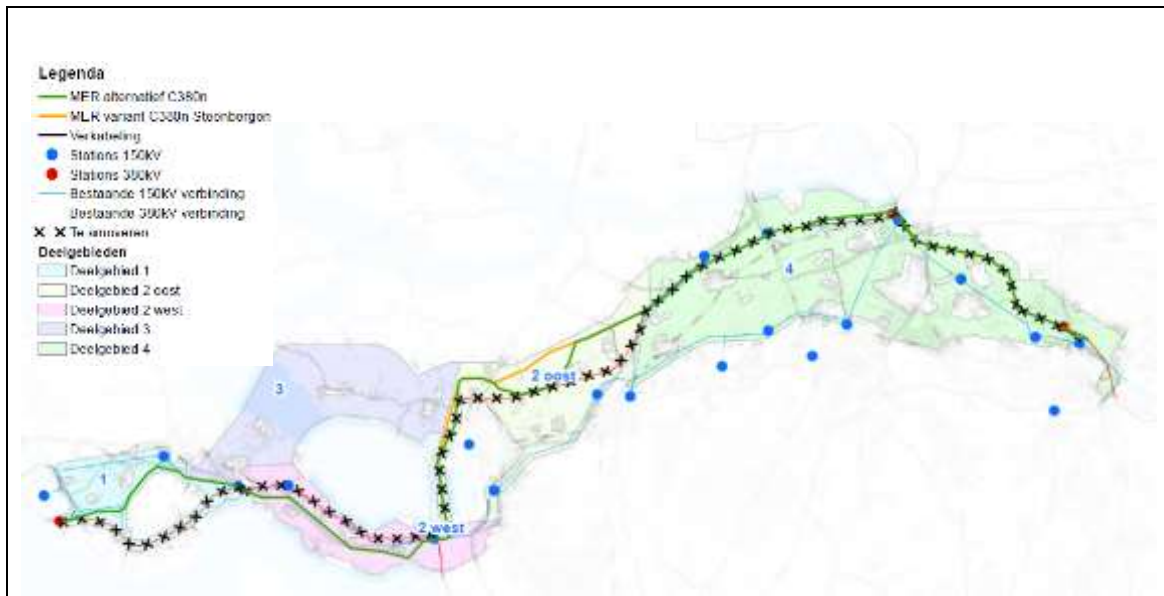 Legenda
MER alternatief C380n
MER variant C380n Steenbergen
Verkabeling
Stations 150kV
Stations 380kV
Bestaande 150kV verbinding
Bestaande 380kV verbinding
Te amoveren
Deelgebieden
Deelgebied 1
Deelgebied 2 oost
Deelgebied 2 west
Deelgebied 3
Deelgebied 4
4
2 oost
3
1
2 west